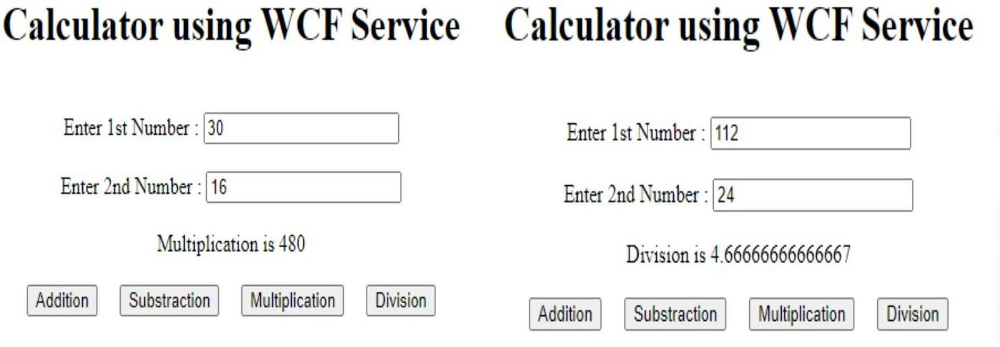 Calculator using WCF Service
Enter 1st Number : 30
Enter 2nd Number : 16
Multiplication is 480
Addition Substraction Multiplication Division
Calculator using WCF Service
Enter 1st Number : 112
Enter 2nd Number : 24
Division is 4.66666666666667
Addition Substraction Multiplication Division